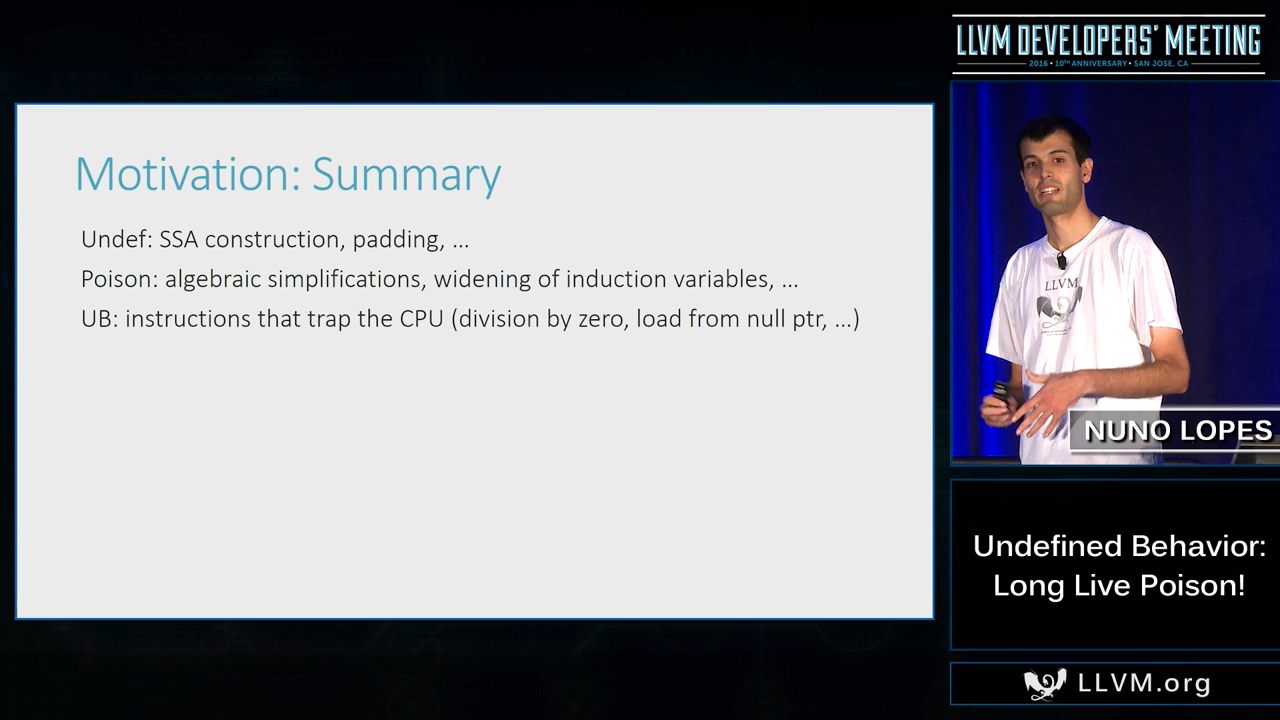 LLVM DEVELOPERS' MEETING
2016 • 10TH ANNIVERSARY • SAN JOSE, CA
Motivation: Summary
Undef: SSA construction, padding, ...
Poison: algebraic simplifications, widening of induction variables, ...
UB: instructions that trap the CPU (division by zero, load from null ptr, ...)
LLVM
NUNO LOPES
Undefined Behavior:
Long Live Poison!
LLVM.org